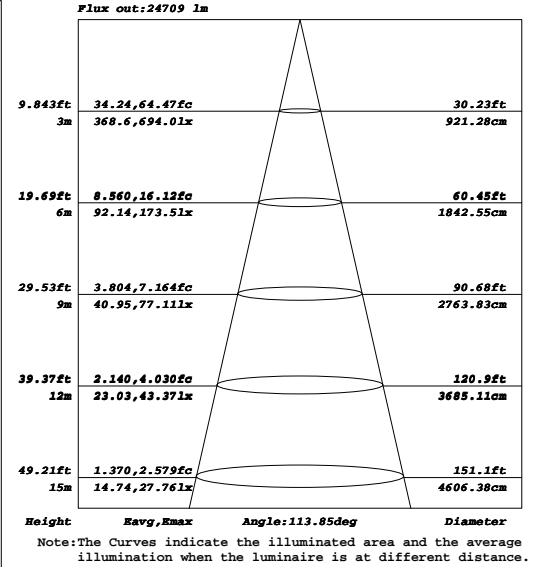 Flux out:24709 lm
9.843ft 34.24,64.47fc 30.23ft
3m 368.6,694.0lx 921.28cm
19.69ft 8.560,16.12fc 60.45ft
6m 92.14,173.5lx 1842.55cm
29.53ft 3.804,7.164fc 90.68ft
9m 40.95,77.11lx 2763.83cm
39.37ft 2.140,4.030fc 120.9ft
12m 23.03,43.37lx 3685.11cm
49.21ft 1.370,2.579fc 151.1ft
15m 14.74,27.76lx 4606.38cm
Height Eavg,Emax Angle:113.85deg Diameter
Note:The Curves indicate the illuminated area and the average
illumination when the luminaire is at different distance.